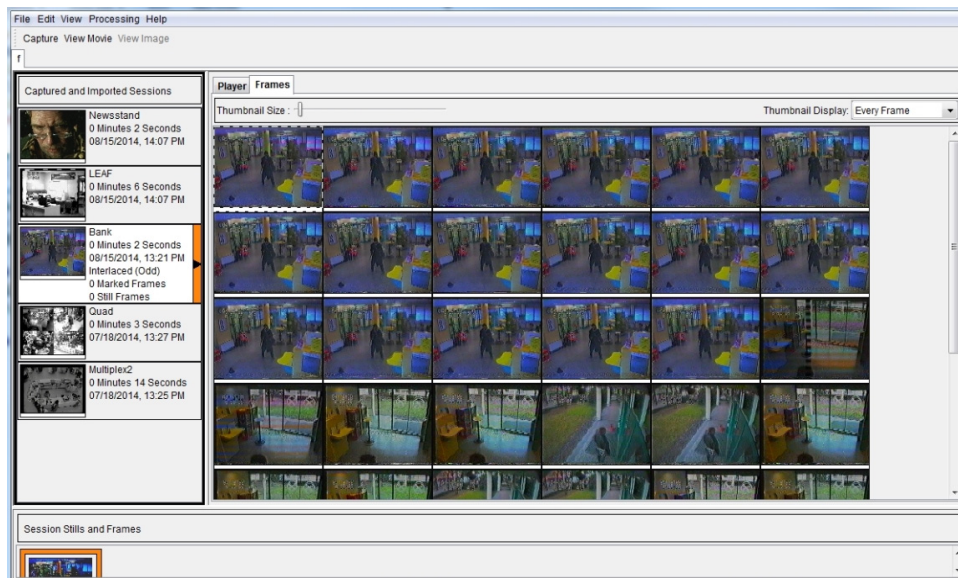 File Edit View Processing Help
Capture View Movie View Image
f
Captured and Imported Sessions
Newsstand
0 Minutes 2 Seconds
08/15/2014, 14:07 PM
LEAF
0 Minutes 6 Seconds
08/15/2014, 14:07 PM
Bank
0 Minutes 2 Seconds
08/15/2014, 13:21 PM
Interlaced (Odd)
0 Marked Frames
0 Still Frames
Quad
0 Minutes 3 Seconds
07/18/2014, 13:27 PM
Multiplex2
0 Minutes 14 Seconds
07/18/2014, 13:25 PM
Player Frames
Thumbnail Size : Thumbnail Display: Every Frame
Session Stills and Frames